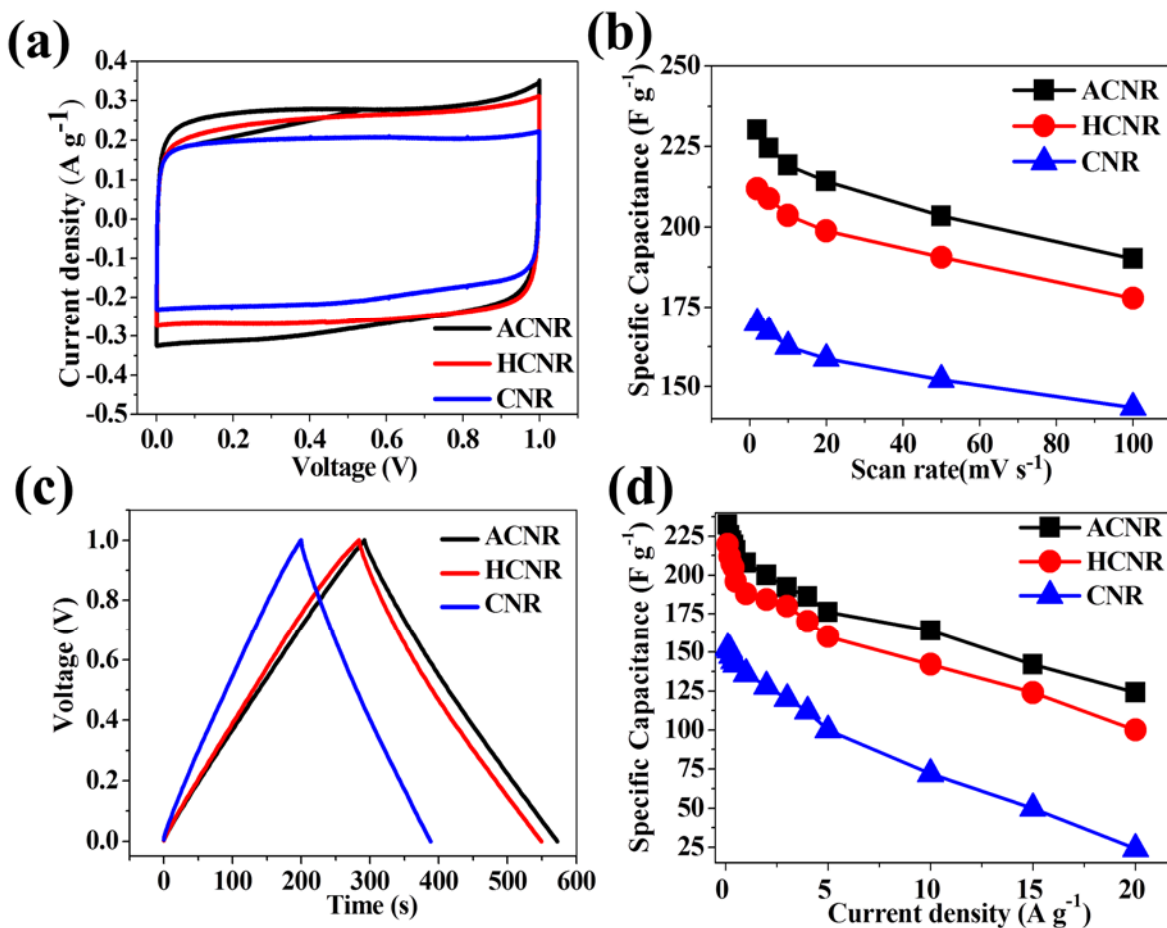 (a)
Current density (A g⁻¹)
0.4
0.3
0.2
0.1
0.0
-0.1
-0.2
-0.3
-0.4
-0.5
0.0 0.2 0.4 0.6 0.8 1.0
Voltage (V)
ACNR
HCNR
CNR
(b)
Specific Capacitance (F g⁻¹)
250
225
200
175
150
0 20 40 60 80 100
Scan rate(mV s⁻¹)
ACNR
HCNR
CNR
(c)
Voltage (V)
1.0
0.8
0.6
0.4
0.2
0.0
0 100 200 300 400 500 600
Time (s)
ACNR
HCNR
CNR
(d)
Specific Capacitance (F g⁻¹)
225
200
175
150
125
100
75
50
25
0 5 10 15 20
Current density (A g⁻¹)
ACNR
HCNR
CNR